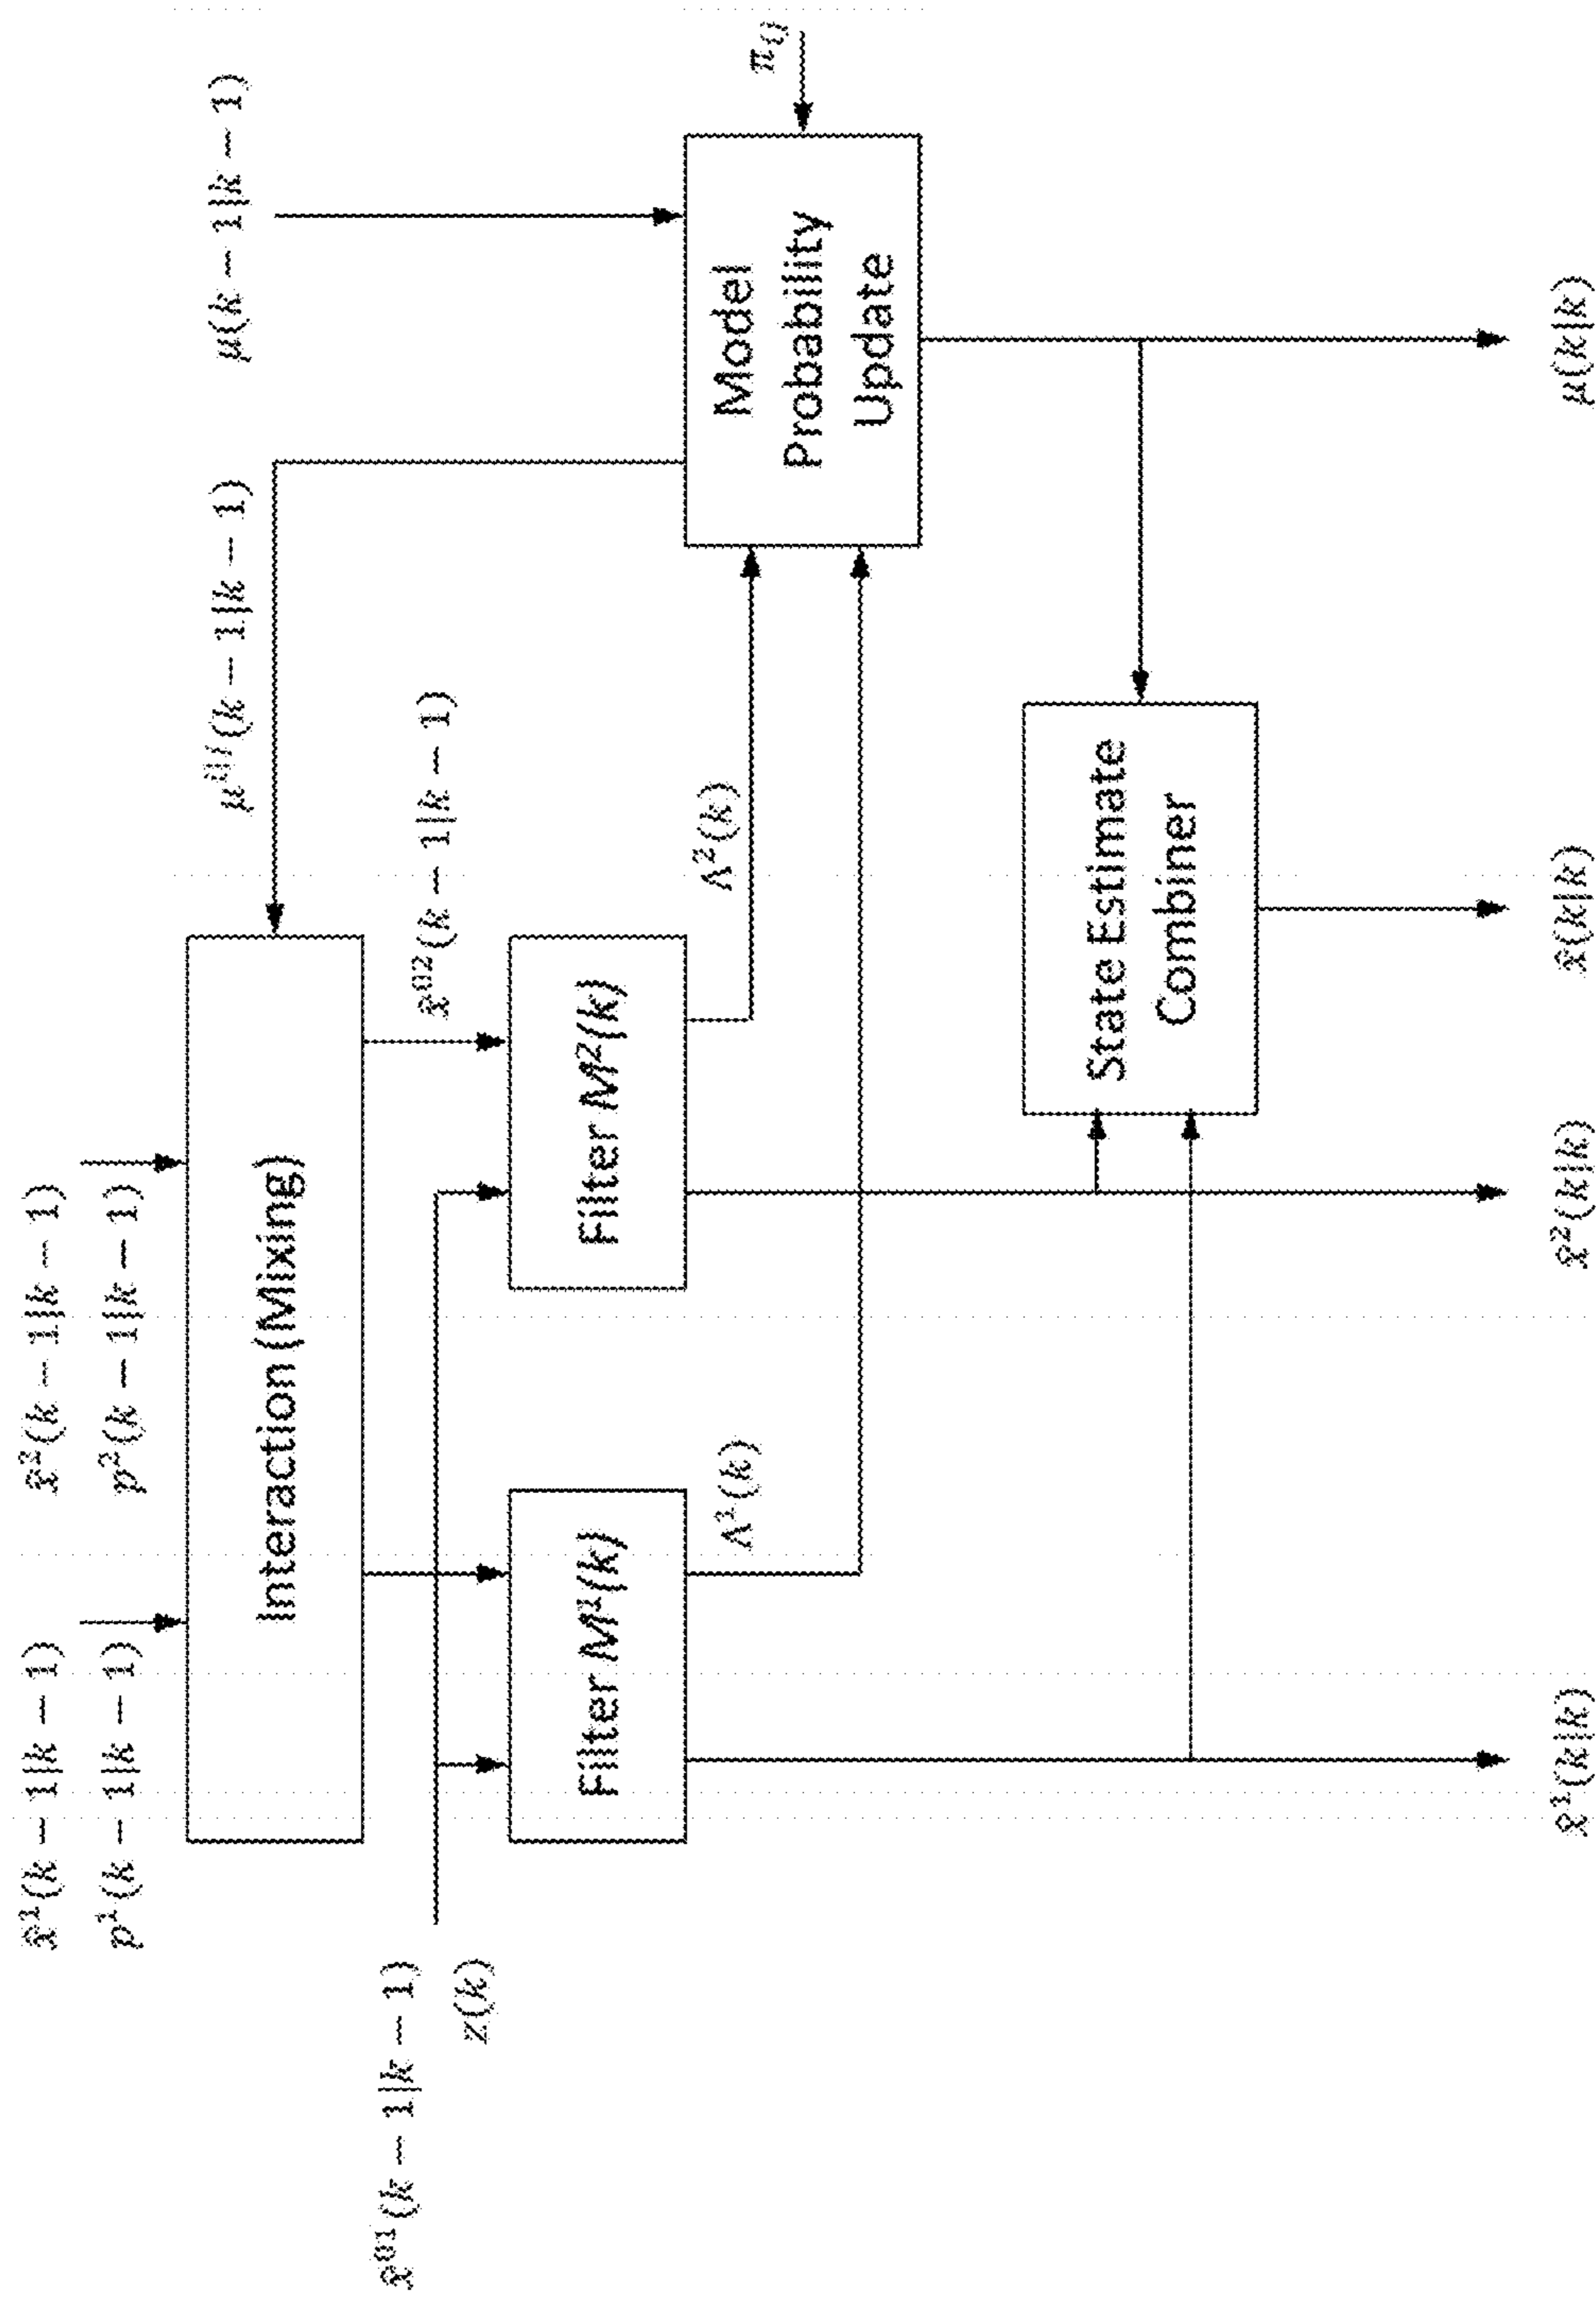 x̂¹(k − 1|k − 1)
p¹(k − 1|k − 1)
x̂²(k − 1|k − 1)
p²(k − 1|k − 1)
μ(k − 1|k − 1)
μ^{i|j}(k − 1|k − 1)
Interaction (Mixing)
x̂⁰¹(k − 1|k − 1)
z(k)
x̂⁰²(k − 1|k − 1)
Filter M¹(k)
Filter M²(k)
Λ¹(k)
Λ²(k)
Model
Probability
Update
π_{ij}
State Estimate
Combiner
x̂¹(k|k)
x̂²(k|k)
x̂(k|k)
μ(k|k)